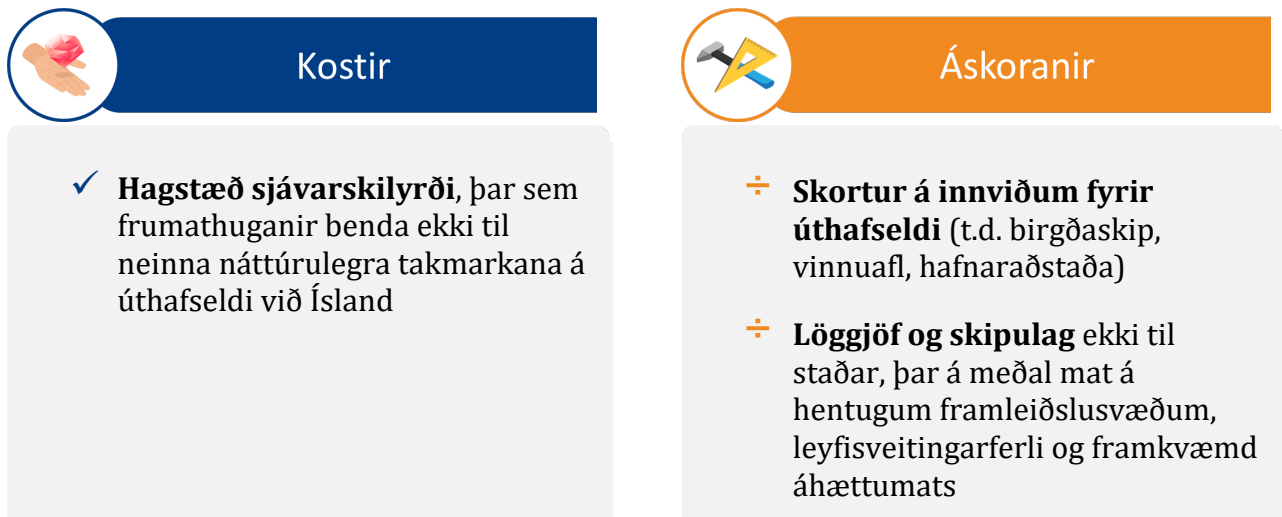 Kostir
✓ Hagstæð sjávarskilyrði, þar sem
frumathuganir benda ekki til
neinna náttúrulegra takmarkana á
úthafseldi við Ísland
Áskoranir
÷ Skortur á innviðum fyrir
úthafseldi (t.d. birgðaskip,
vinnuafl, hafnaraðstaða)
÷ Löggjöf og skipulag ekki til
staðar, þar á meðal mat á
hentugum framleiðslusvæðum,
leyfisveitingarferli og framkvæmd
áhættumats